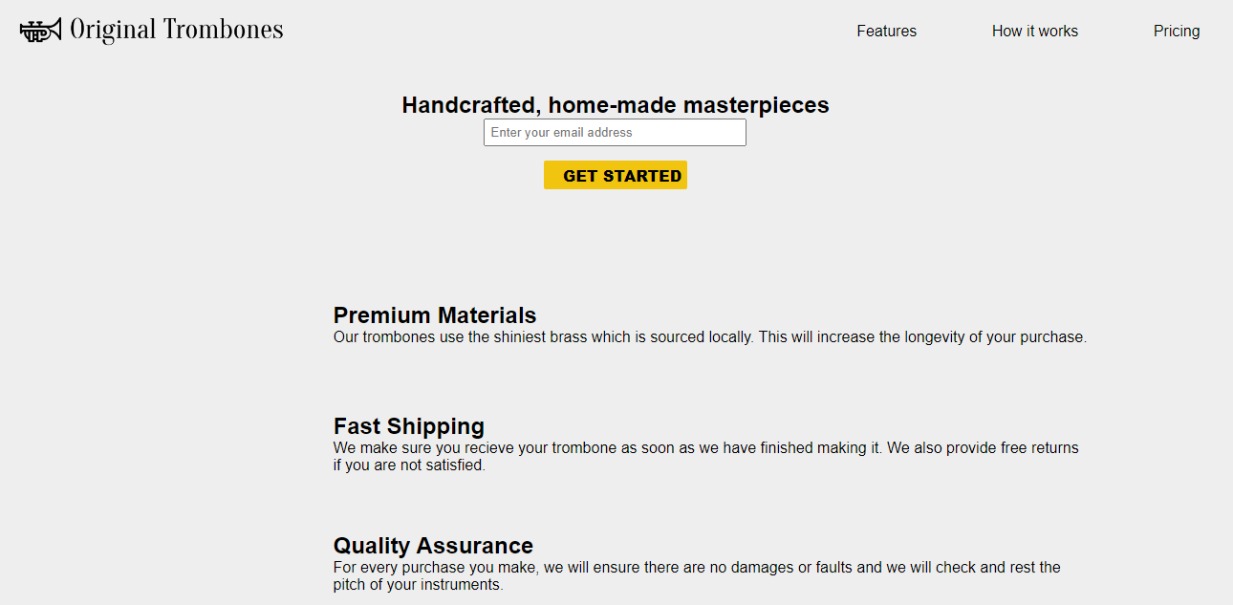 Original Trombones
Features
How it works
Pricing
Handcrafted, home-made masterpieces
Enter your email address
GET STARTED
Premium Materials
Our trombones use the shiniest brass which is sourced locally. This will increase the longevity of your purchase.
Fast Shipping
We make sure you recieve your trombone as soon as we have finished making it. We also provide free returns
if you are not satisfied.
Quality Assurance
For every purchase you make, we will ensure there are no damages or faults and we will check and rest the
pitch of your instruments.